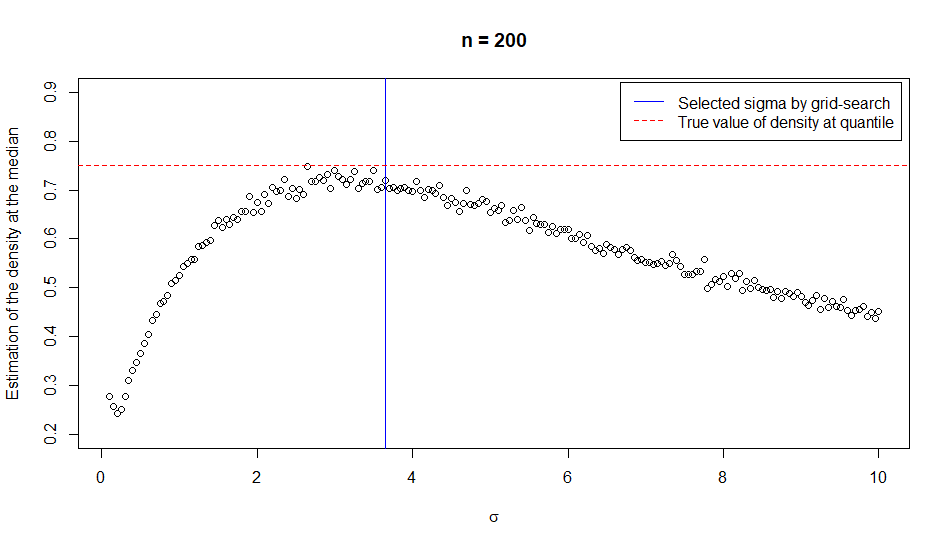 n = 200
Estimation of the density at the median
0.9
0.8
0.7
0.6
0.5
0.4
0.3
0.2
Selected sigma by grid-search
True value of density at quantile
0 2 4 6 8 10
σ